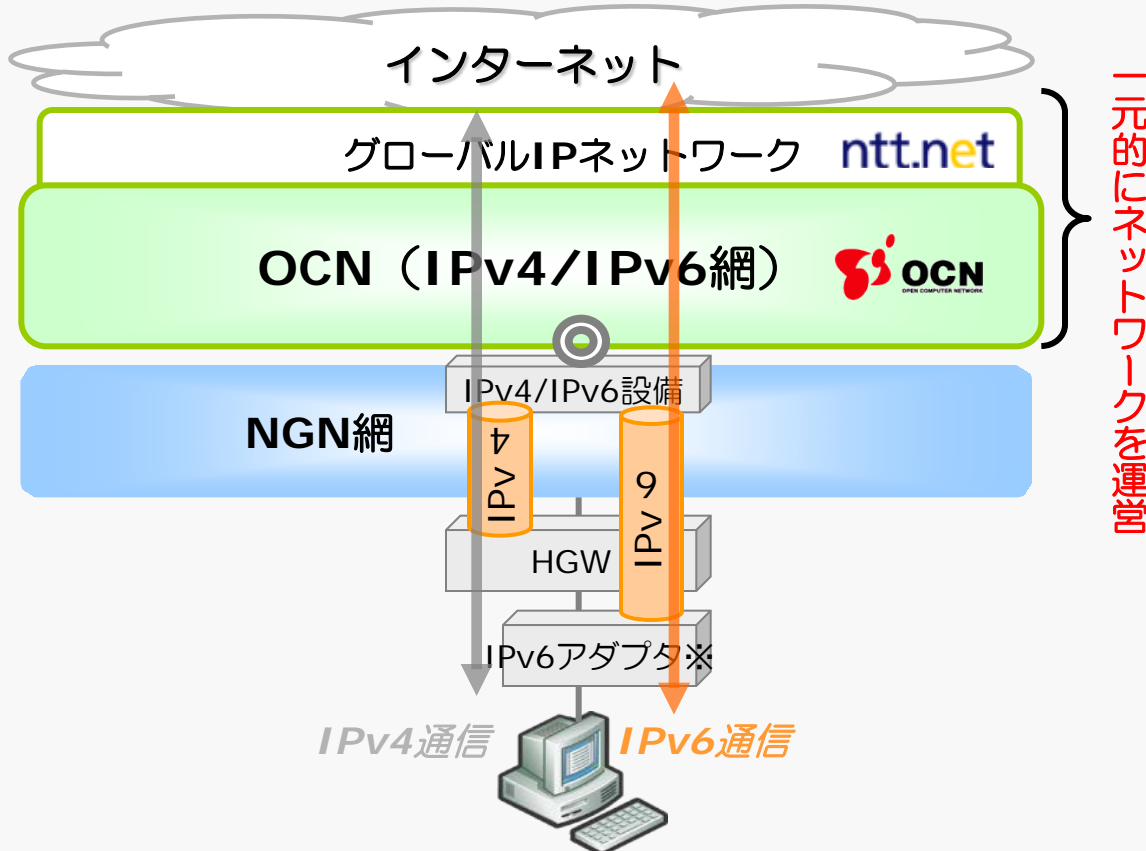 インターネット
グローバルIPネットワーク
ntt.net
OCN（IPv4/IPv6網）
OCN
OPEN COMPUTER NETWORK
一元的にネットワークを運営
IPv4/IPv6設備
NGN網
IPv 4
IPv 6
HGW
IPv6アダプタ※
IPv4通信
IPv6通信